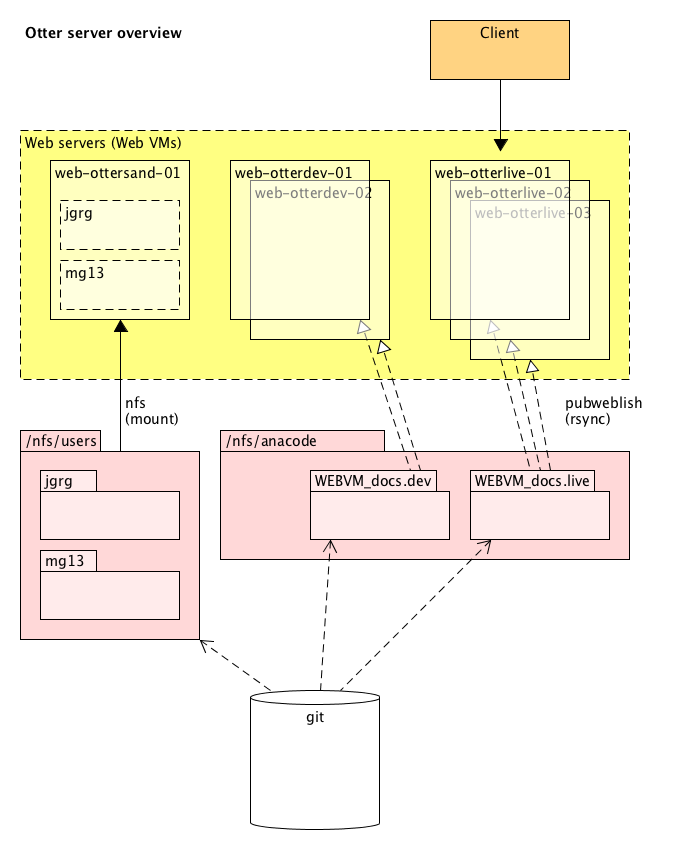 Otter server overview
Client
Web servers (Web VMs)
web-ottersand-01
jgrg
mg13
web-otterdev-01
web-otterdev-02
web-otterlive-01
web-otterlive-02
web-otterlive-03
nfs
(mount)
pubweblish
(rsync)
/nfs/users
jgrg
mg13
/nfs/anacode
WEBVM_docs.dev
WEBVM_docs.live
git